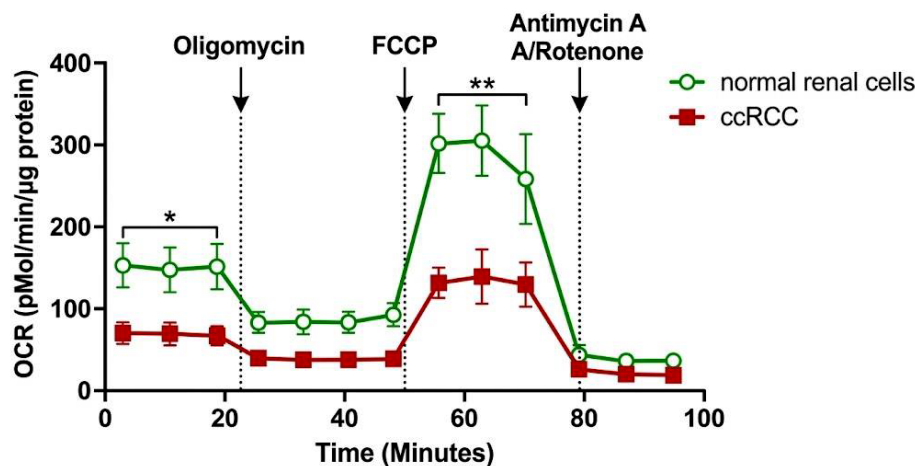 Oligomycin
FCCP
Antimycin A
A/Rotenone
normal renal cells
ccRCC
*
**
OCR (pMol/min/µg protein)
400
300
200
100
0
0 20 40 60 80 100
Time (Minutes)